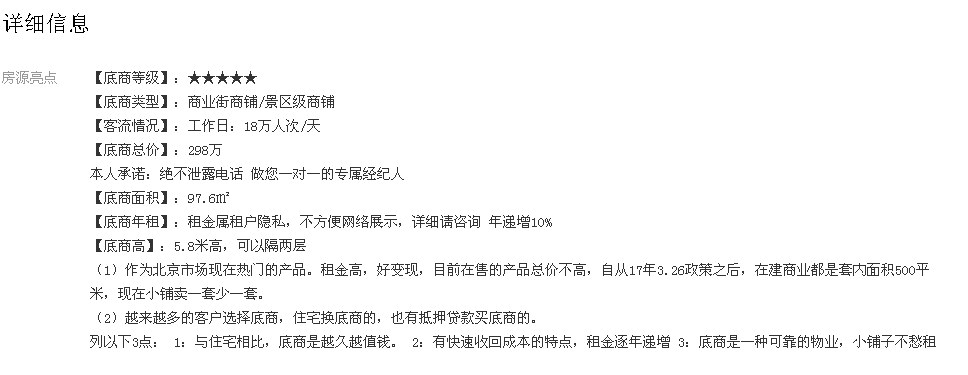 详细信息
房源亮点
【底商等级】：★★★★★
【底商类型】：商业街商铺/景区级商铺
【客流情况】：工作日：18万人次/天
【底商总价】：298万
本人承诺：绝不泄露电话 做您一对一的专属经纪人
【底商面积】：97.6㎡
【底商年租】：租金属租户隐私，不方便网络展示，详细请咨询 年递增10%
【底商高】：5.8米高，可以隔两层
（1）作为北京市场现在热门的产品。租金高，好变现，目前在售的产品总价不高，自从17年3.26政策之后，在建商业都是套内面积500平
米，现在小铺卖一套少一套。
（2）越来越多的客户选择底商，住宅换底商的，也有抵押贷款买底商的。
列以下3点： 1：与住宅相比，底商是越久越值钱。 2：有快速收回成本的特点，租金逐年递增 3：底商是一种可靠的物业，小铺子不愁租